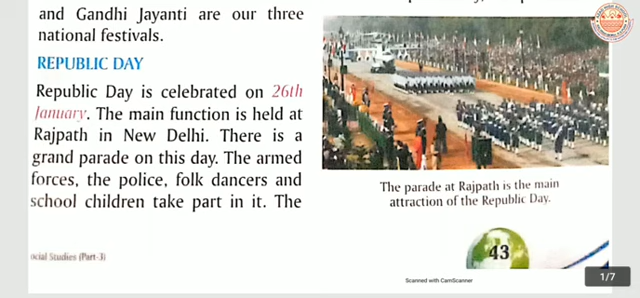 and Gandhi Jayanti are our three
national festivals.
REPUBLIC DAY
Republic Day is celebrated on 26th
January. The main function is held at
Rajpath in New Delhi. There is a
grand parade on this day. The armed
forces, the police, folk dancers and
school children take part in it. The
The parade at Rajpath is the main
attraction of the Republic Day.
ocial Studies (Part-3)
43
Scanned with CamScanner
1/7